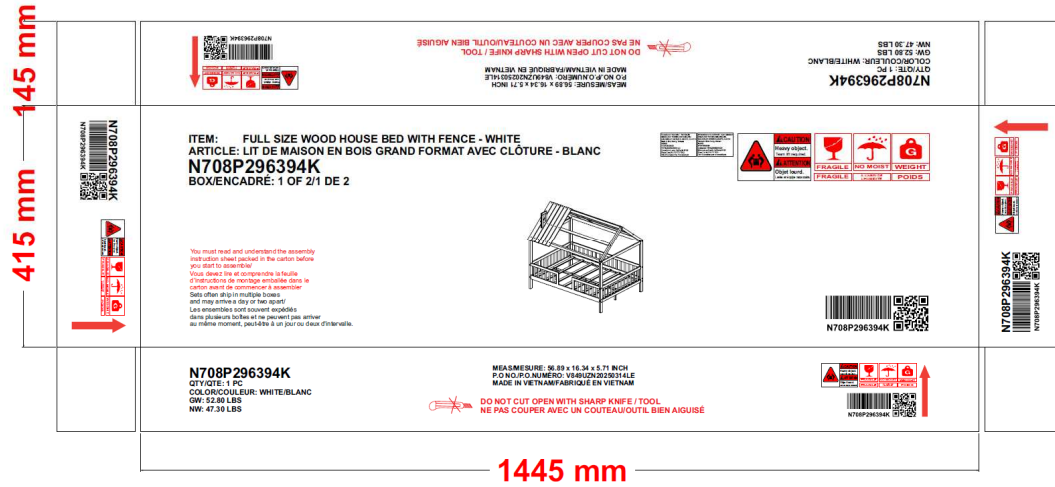 145 mm
415 mm
1445 mm
N708P296394K
QTY/QTE: 1 PC
COLOR/COULEUR: WHITE/BLANC
GW: 52.80 LBS
NW: 47.30 LBS
MEAS/MESURE: 56.89 x 16.34 x 5.71 INCH
P.O NO./P.O.NUMÉRO: V849UZN20250314LE
MADE IN VIETNAM/FABRIQUÉ EN VIETNAM
DO NOT CUT OPEN WITH SHARP KNIFE / TOOL
NE PAS COUPER AVEC UN COUTEAU/OUTIL BIEN AIGUISÉ
N708P296394K
N708P296394K
N708P296394K
ITEM: FULL SIZE WOOD HOUSE BED WITH FENCE - WHITE
ARTICLE: LIT DE MAISON EN BOIS GRAND FORMAT AVEC CLÔTURE - BLANC
N708P296394K
BOX/ENCADRÉ: 1 OF 2/1 DE 2
CAUTION
Heavy object.
ATTENTION
Objet lourd.
FRAGILE
NO MOIST
WEIGHT
G
FRAGILE
POIDS
You must read and understand the assembly
instruction sheet packed in the carton before
you start to assemble/
Vous devez lire et comprendre la feuille
d'instructions de montage emballée dans le
carton avant de commencer à assembler
Sets often ship in multiple boxes
and may arrive a day or two apart/
Les ensembles sont souvent expédiés
dans plusieurs boîtes et ne peuvent pas arriver
au même moment, peut-être à un jour ou deux d'intervalle.
N708P296394K
N708P296394K
N708P296394K
N708P296394K
QTY/QTE: 1 PC
COLOR/COULEUR: WHITE/BLANC
GW: 52.80 LBS
NW: 47.30 LBS
MEAS/MESURE: 56.89 x 16.34 x 5.71 INCH
P.O NO./P.O.NUMÉRO: V849UZN20250314LE
MADE IN VIETNAM/FABRIQUÉ EN VIETNAM
DO NOT CUT OPEN WITH SHARP KNIFE / TOOL
NE PAS COUPER AVEC UN COUTEAU/OUTIL BIEN AIGUISÉ
N708P296394K